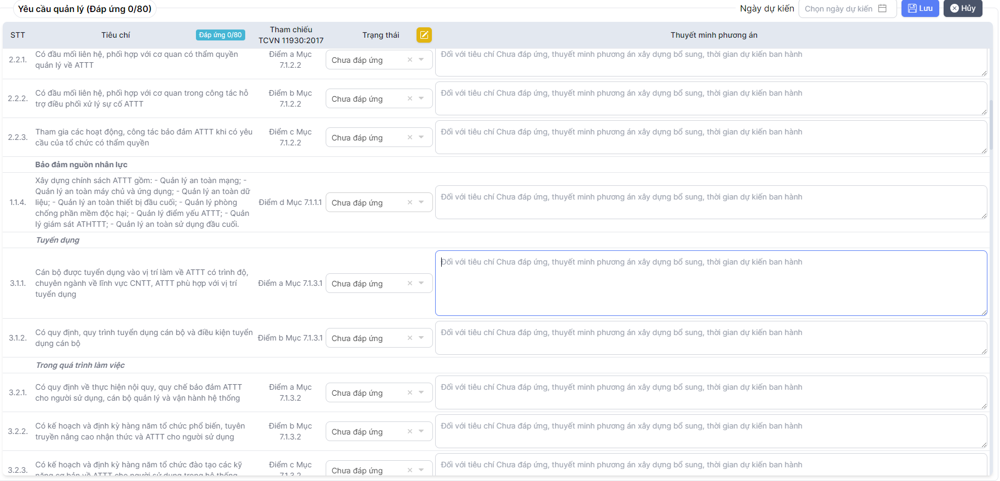 Yêu cầu quản lý (Đáp ứng 0/80)
Ngày dự kiến
Chọn ngày dự kiến
Lưu
Hủy
STT
Tiêu chí
Đáp ứng 0/80
Tham chiếu
TCVN 11930:2017
Trạng thái
Thuyết minh phương án
2.2.1.
Có đầu mối liên hệ, phối hợp với cơ quan có thẩm quyền
quản lý về ATTT
Điểm a Mục
7.1.2.2
Chưa đáp ứng
Đối với tiêu chí Chưa đáp ứng, thuyết minh phương án xây dựng bổ sung, thời gian dự kiến ban hành
2.2.2.
Có đầu mối liên hệ, phối hợp với cơ quan trong công tác hỗ
trợ điều phối xử lý sự cố ATTT
Điểm b Mục
7.1.2.2
Chưa đáp ứng
Đối với tiêu chí Chưa đáp ứng, thuyết minh phương án xây dựng bổ sung, thời gian dự kiến ban hành
2.2.3.
Tham gia các hoạt động, công tác bảo đảm ATTT khi có yêu
cầu của tổ chức có thẩm quyền
Điểm c Mục
7.1.2.2
Chưa đáp ứng
Đối với tiêu chí Chưa đáp ứng, thuyết minh phương án xây dựng bổ sung, thời gian dự kiến ban hành
Bảo đảm nguồn nhân lực
1.1.4.
Xây dựng chính sách ATTT gồm: - Quản lý an toàn mạng; -
Quản lý an toàn máy chủ và ứng dụng; - Quản lý an toàn dữ
liệu; - Quản lý an toàn thiết bị đầu cuối; - Quản lý phòng
chống phần mềm độc hại; - Quản lý điểm yếu ATTT; - Quản
lý giám sát ATHTTT; - Quản lý an toàn sử dụng đầu cuối.
Điểm d Mục 7.1.1.1
Chưa đáp ứng
Đối với tiêu chí Chưa đáp ứng, thuyết minh phương án xây dựng bổ sung, thời gian dự kiến ban hành
Tuyển dụng
3.1.1.
Cán bộ được tuyển dụng vào vị trí làm về ATTT có trình độ,
chuyên ngành về lĩnh vực CNTT, ATTT phù hợp với vị trí
tuyển dụng
Điểm a Mục 7.1.3.1
Chưa đáp ứng
Đối với tiêu chí Chưa đáp ứng, thuyết minh phương án xây dựng bổ sung, thời gian dự kiến ban hành
3.1.2.
Có quy định, quy trình tuyển dụng cán bộ và điều kiện tuyển
dụng cán bộ
Điểm b Mục 7.1.3.1
Chưa đáp ứng
Đối với tiêu chí Chưa đáp ứng, thuyết minh phương án xây dựng bổ sung, thời gian dự kiến ban hành
Trong quá trình làm việc
3.2.1.
Có quy định về thực hiện nội quy, quy chế bảo đảm ATTT
cho người sử dụng, cán bộ quản lý và vận hành hệ thống
Điểm a Mục
7.1.3.2
Chưa đáp ứng
Đối với tiêu chí Chưa đáp ứng, thuyết minh phương án xây dựng bổ sung, thời gian dự kiến ban hành
3.2.2.
Có kế hoạch và định kỳ hàng năm tổ chức phổ biến, tuyên
truyền nâng cao nhận thức và ATTT cho người sử dụng
Điểm b Mục
7.1.3.2
Chưa đáp ứng
Đối với tiêu chí Chưa đáp ứng, thuyết minh phương án xây dựng bổ sung, thời gian dự kiến ban hành
3.2.3.
Có kế hoạch và định kỳ hàng năm tổ chức đào tạo các kỹ
năng cơ bản về ATTT cho người sử dụng trong hệ thống
Điểm c Mục
7.1.3.2
Chưa đáp ứng
Đối với tiêu chí Chưa đáp ứng, thuyết minh phương án xây dựng bổ sung, thời gian dự kiến ban hành